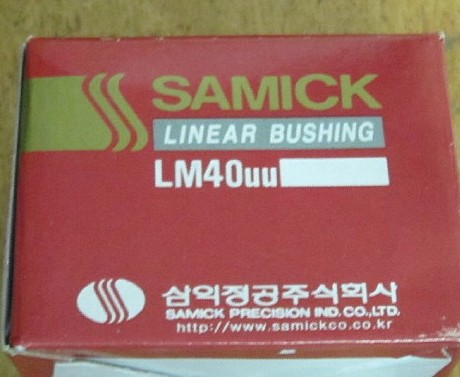 SAMICK
LINEAR BUSHING
LM40uu
삼익정공주식회사
SAMICK PRECISION IND. CO.,LTD.
http://www.samickco.co.kr